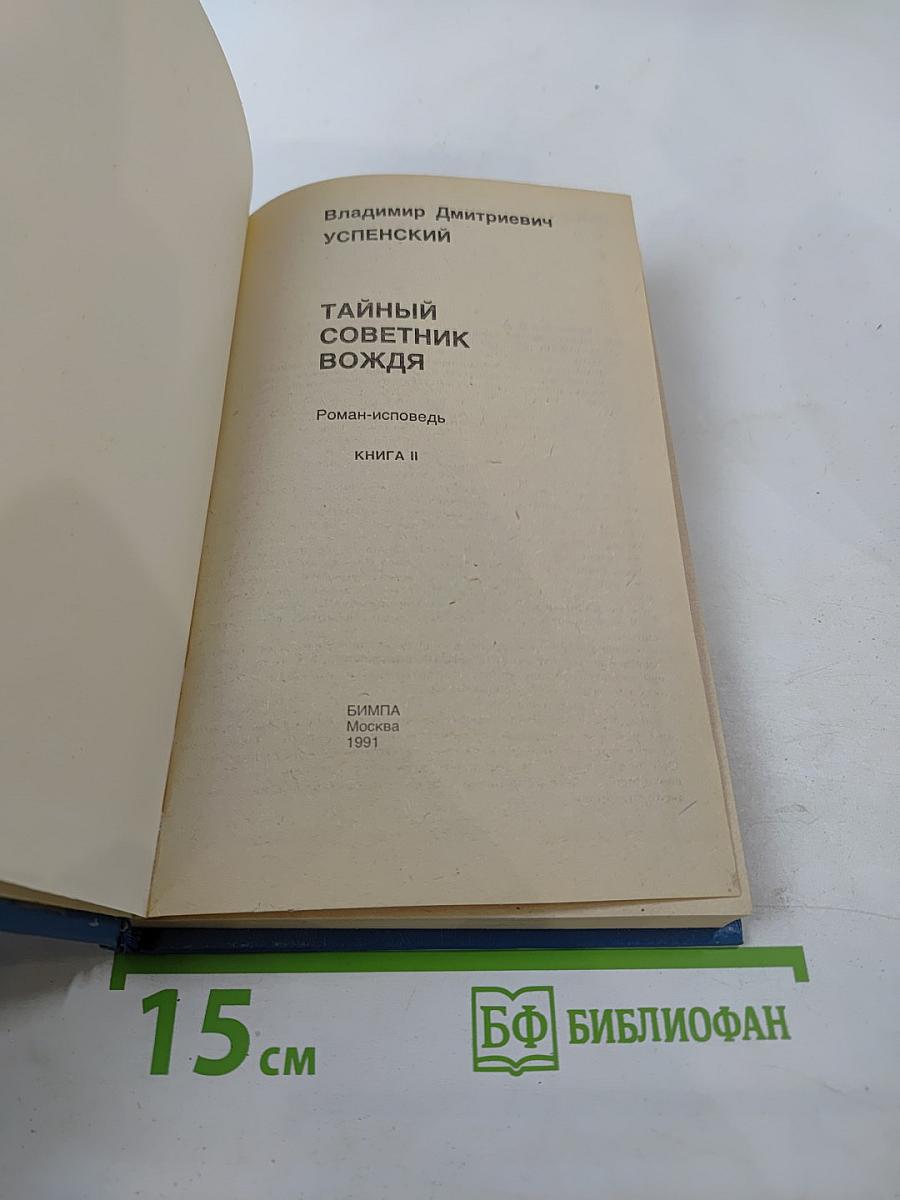 Владимир Дмитриевич
УСПЕНСКИЙ
ТАЙНЫЙ
СОВЕТНИК
ВОЖДЯ
Роман-исповедь
КНИГА II
БИМПА
Москва
1991
15 см
БФ БИБЛИОФАН